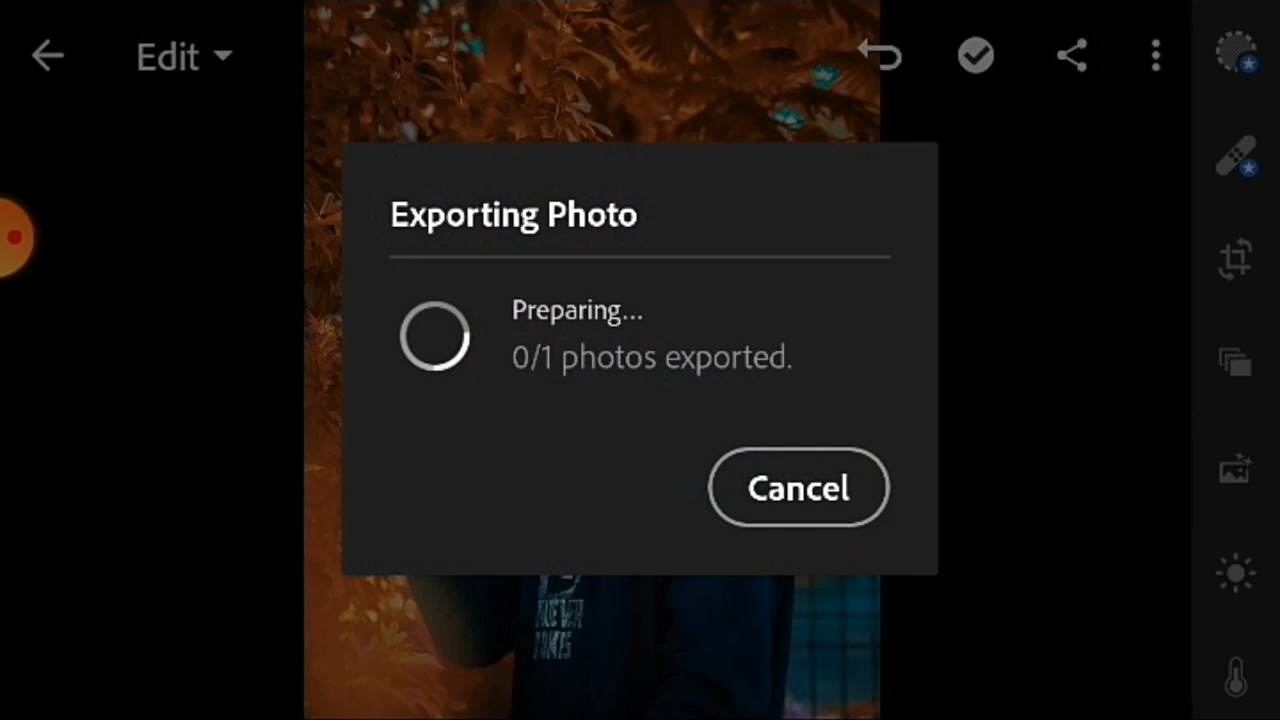 Edit
Exporting Photo
Preparing...
0/1 photos exported.
Cancel